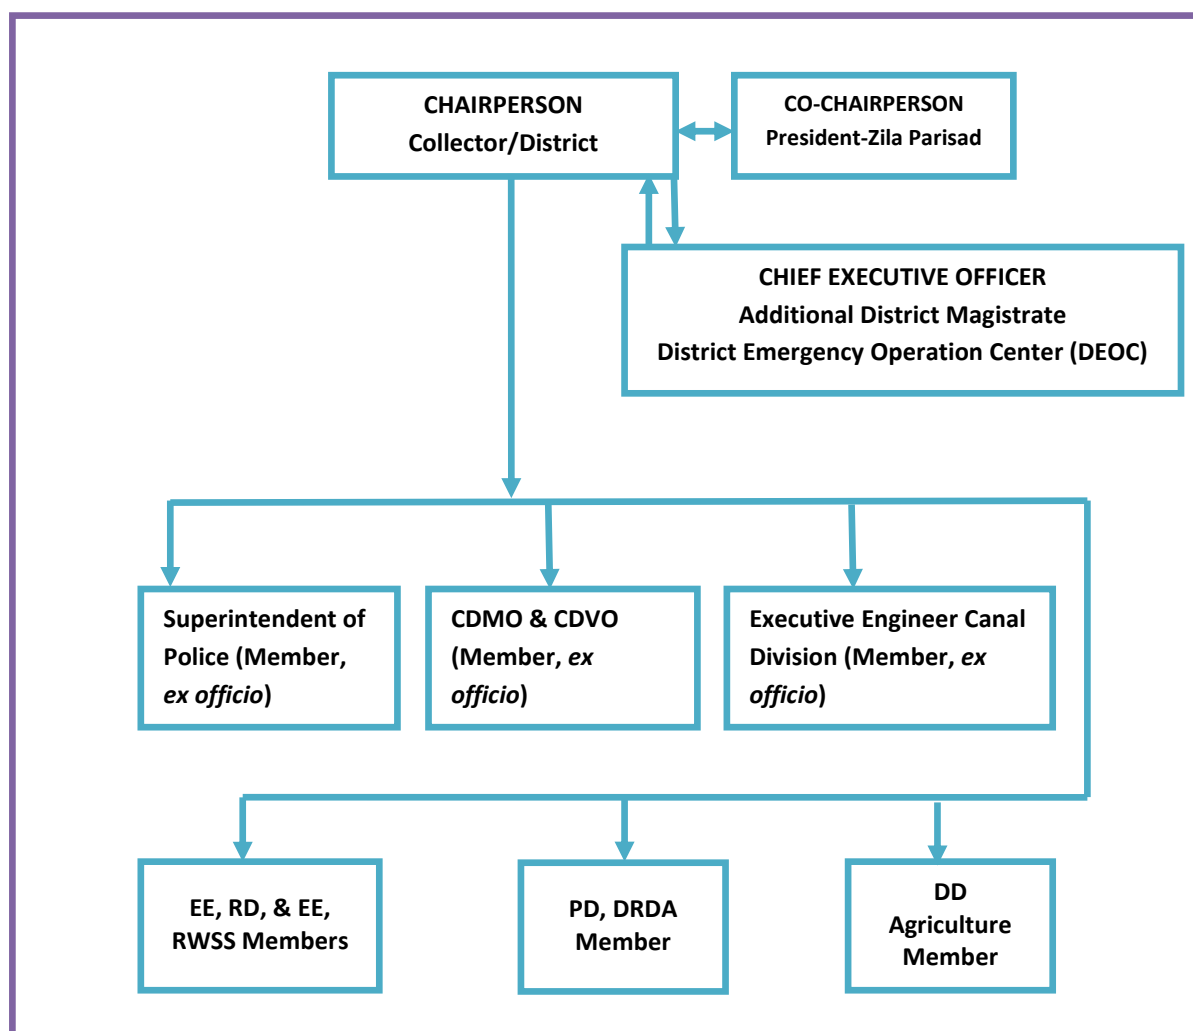 CHAIRPERSON
Collector/District
CO-CHAIRPERSON
President-Zila Parisad
CHIEF EXECUTIVE OFFICER
Additional District Magistrate
District Emergency Operation Center (DEOC)
Superintendent of
Police (Member,
ex officio)
CDMO & CDVO
(Member, ex
officio)
Executive Engineer Canal
Division (Member, ex
officio)
EE, RD, & EE,
RWSS Members
PD, DRDA
Member
DD
Agriculture
Member